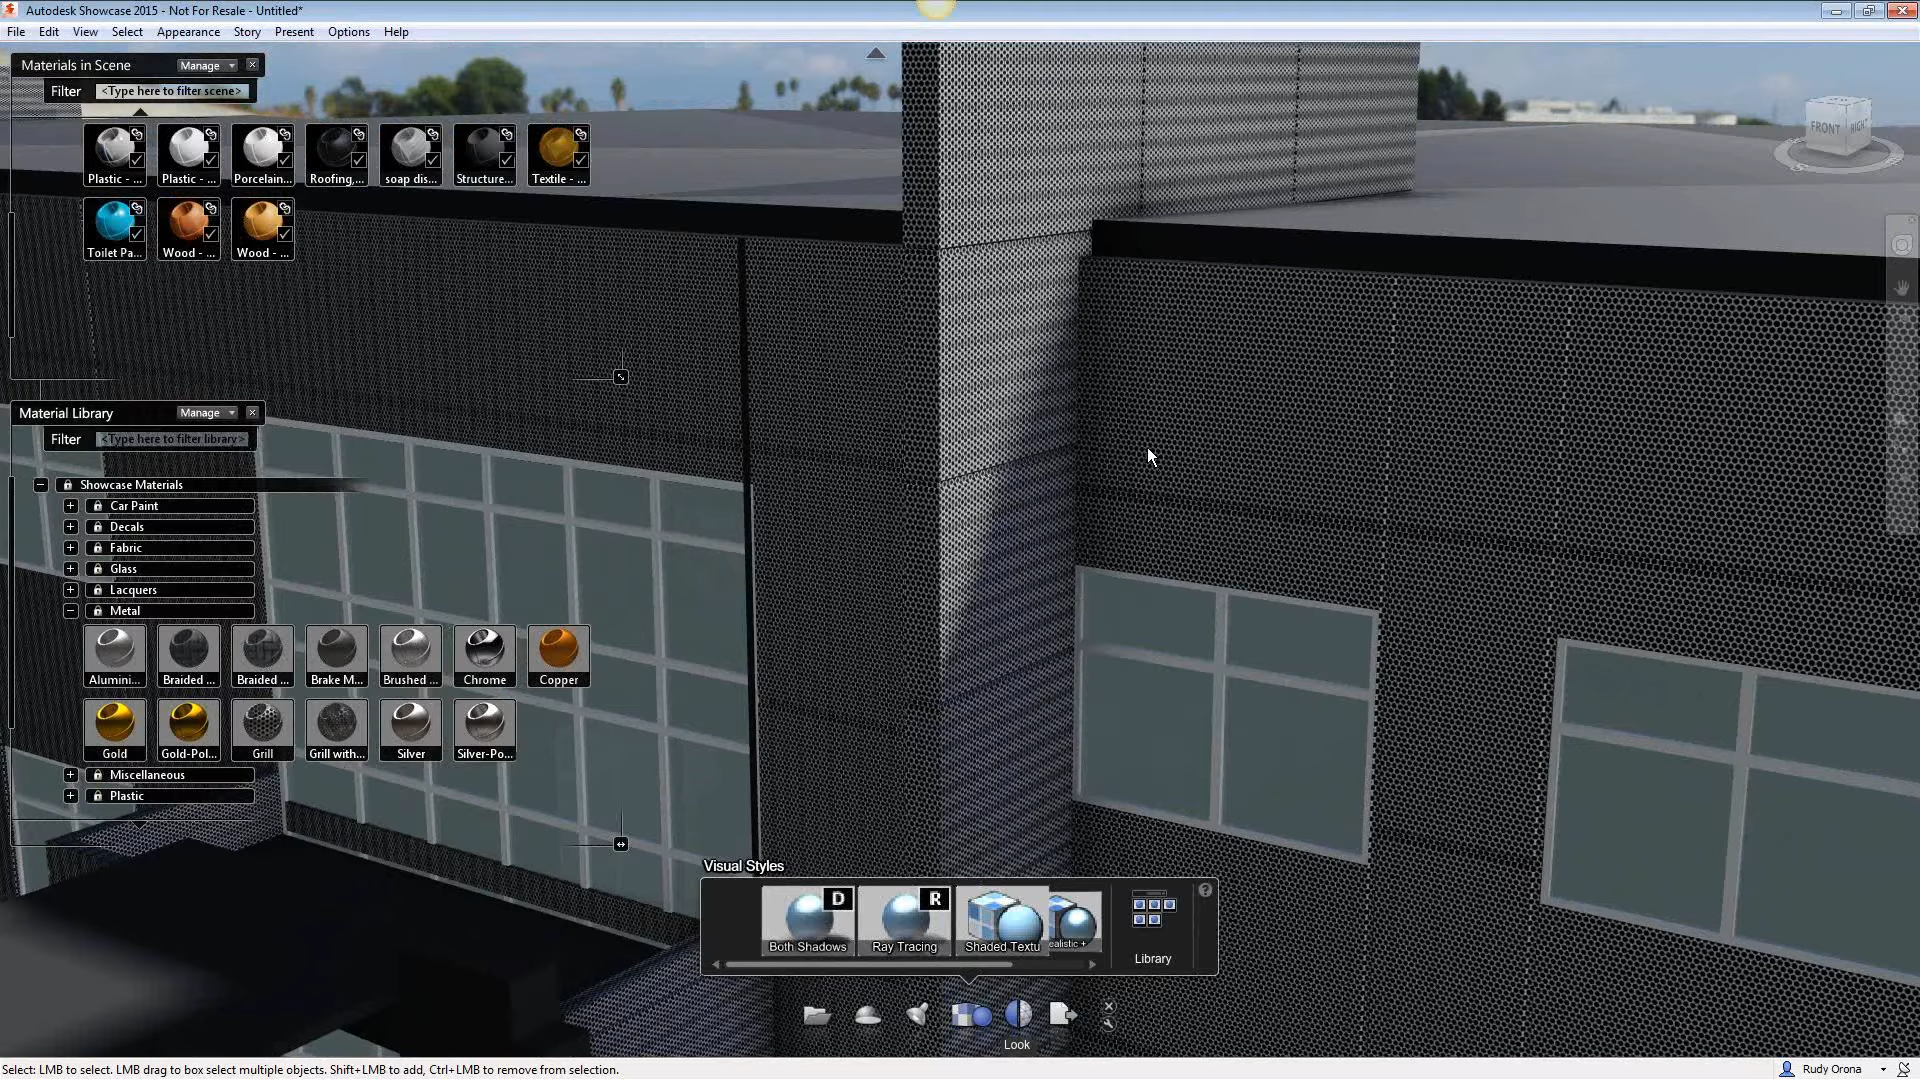 Autodesk Showcase 2015 - Not For Resale - Untitled*
File Edit View Select Appearance Story Scene Present Options Help
Materials in Scene Manage
Filter <Type here to filter scene>
Plastic - ... Plastic - ... Porcelain... Roofing,... soap dis... Structure... Textile - ...
Toilet Pa... Wood - ... Wood - ...
FRONT RIGHT
S
Material Library Manage
Filter <Type here to filter library>
Showcase Materials
Car Paint
Decals
Fabric
Glass
Lacquers
Metal
Alumini... Braided ... Braided ... Brake M... Brushed ... Chrome Copper
Gold Gold-Pol... Grill Grill with... Silver Silver-Po...
Miscellaneous
Plastic
Visual Styles
D R
Both Shadows Ray Tracing Shaded Textu ealistic +
Library
Look
Select: LMB to select. LMB drag to box select multiple objects. Shift+LMB to add, Ctrl+LMB to remove from selection.
Rudy Orona